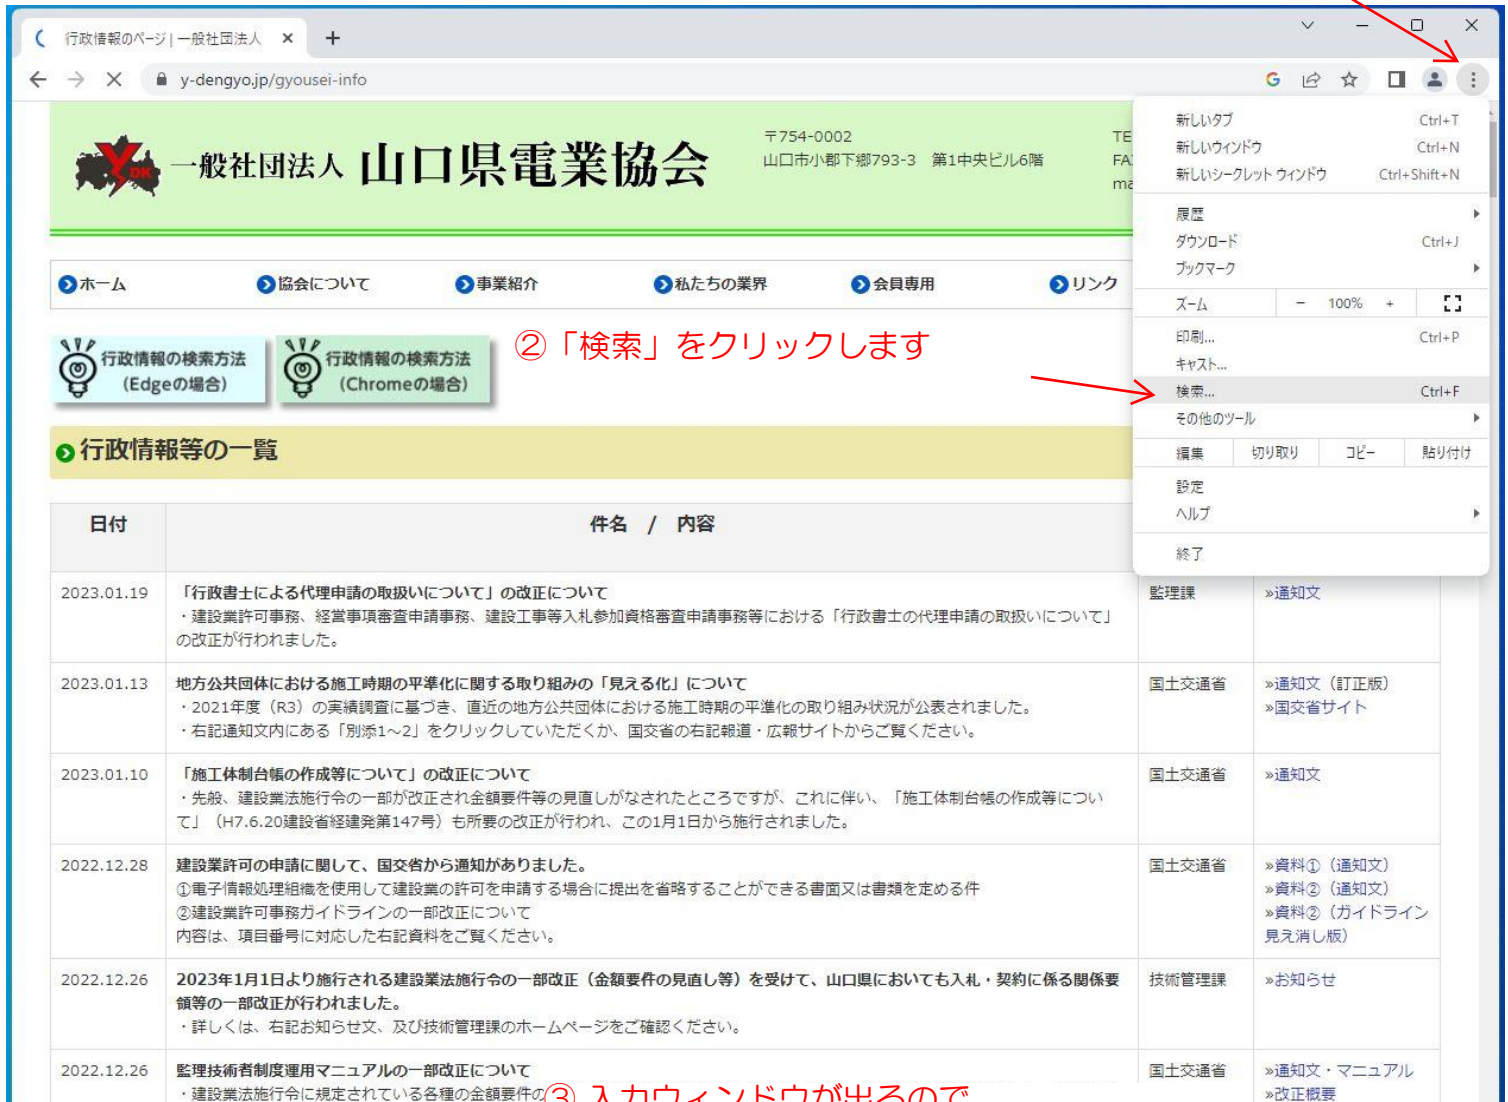 行政情報のページ | 一般社団法人
y-dengyo.jp/gyousei-info
G
YDK
一般社団法人 山口県電業協会
〒754-0002
山口市小郡下郷793-3 第1中央ビル6階
TE
FA
ma
新しいタブ Ctrl+T
新しいウィンドウ Ctrl+N
新しいシークレット ウィンドウ Ctrl+Shift+N
履歴
ダウンロード Ctrl+J
ブックマーク
ズーム － 100% +
印刷... Ctrl+P
キャスト...
検索... Ctrl+F
その他のツール
編集 切り取り コピー 貼り付け
設定
ヘルプ
終了
ホーム 協会について 事業紹介 私たちの業界 会員専用 リンク
行政情報の検索方法
(Edgeの場合)
行政情報の検索方法
(Chromeの場合)
②「検索」をクリックします
行政情報等の一覧
日付 件名 / 内容
2023.01.19 「行政書士による代理申請の取扱いについて」の改正について 監理課 »通知文
・建設業許可事務、経営事項審査申請事務、建設工事等入札参加資格審査申請事務等における「行政書士の代理申請の取扱いについて」
の改正が行われました。
2023.01.13 地方公共団体における施工時期の平準化に関する取り組みの「見える化」について 国土交通省 »通知文（訂正版）
・2021年度（R3）の実績調査に基づき、直近の地方公共団体における施工時期の平準化の取り組み状況が公表されました。 »国交省サイト
・右記通知文内にある「別添1～2」をクリックしていただくか、国交省の右記報道・広報サイトからご覧ください。
2023.01.10 「施工体制台帳の作成等について」の改正について 国土交通省 »通知文
・先般、建設業法施行令の一部が改正され金額要件等の見直しがなされたところですが、これに伴い、「施工体制台帳の作成等につい
て」（H7.6.20建設省経建発第147号）も所要の改正が行われ、この1月1日から施行されました。
2022.12.28 建設業許可の申請に関して、国交省から通知がありました。 国土交通省 »資料①（通知文）
①電子情報処理組織を使用して建設業の許可を申請する場合に提出を省略することができる書面又は書類を定める件 »資料②（通知文）
②建設業許可事務ガイドラインの一部改正について »資料②（ガイドライン
内容は、項目番号に対応した右記資料をご覧ください。 見え消し版）
2022.12.26 2023年1月1日より施行される建設業法施行令の一部改正（金額要件の見直し等）を受けて、山口県においても入札・契約に係る関係要 技術管理課 »お知らせ
領等の一部改正が行われました。
・詳しくは、右記お知らせ文、及び技術管理課のホームページをご確認ください。
2022.12.26 監理技術者制度運用マニュアルの一部改正について 国土交通省 »通知文・マニュアル
・建設業法施行令に規定されている各種の金額要件の »改正概要
③ 入力ウィンドウが出るので